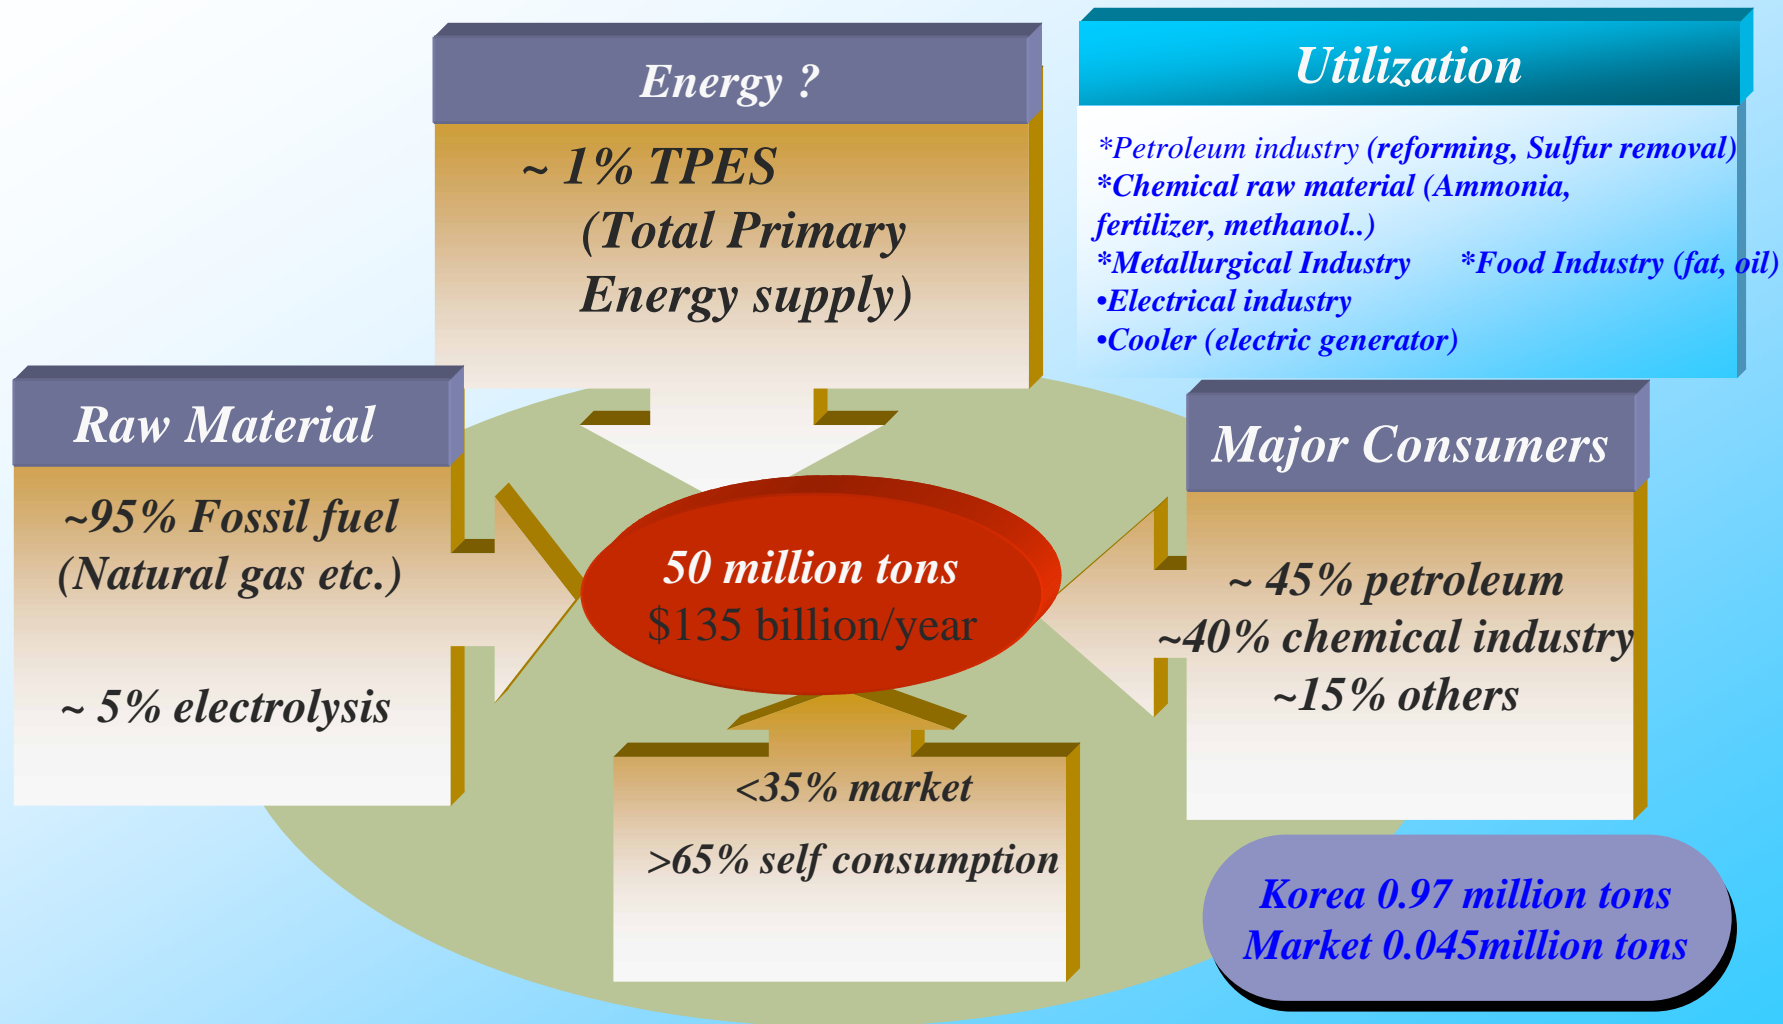 Energy ?
~ 1% TPES
(Total Primary
Energy supply)
Utilization
*Petroleum industry (reforming, Sulfur removal)
*Chemical raw material (Ammonia,
fertilizer, methanol..)
*Metallurgical Industry *Food Industry (fat, oil)
•Electrical industry
•Cooler (electric generator)
Raw Material
~95% Fossil fuel
(Natural gas etc.)
~ 5% electrolysis
50 million tons
$135 billion/year
Major Consumers
~ 45% petroleum
~40% chemical industry
~15% others
<35% market
>65% self consumption
Korea 0.97 million tons
Market 0.045million tons